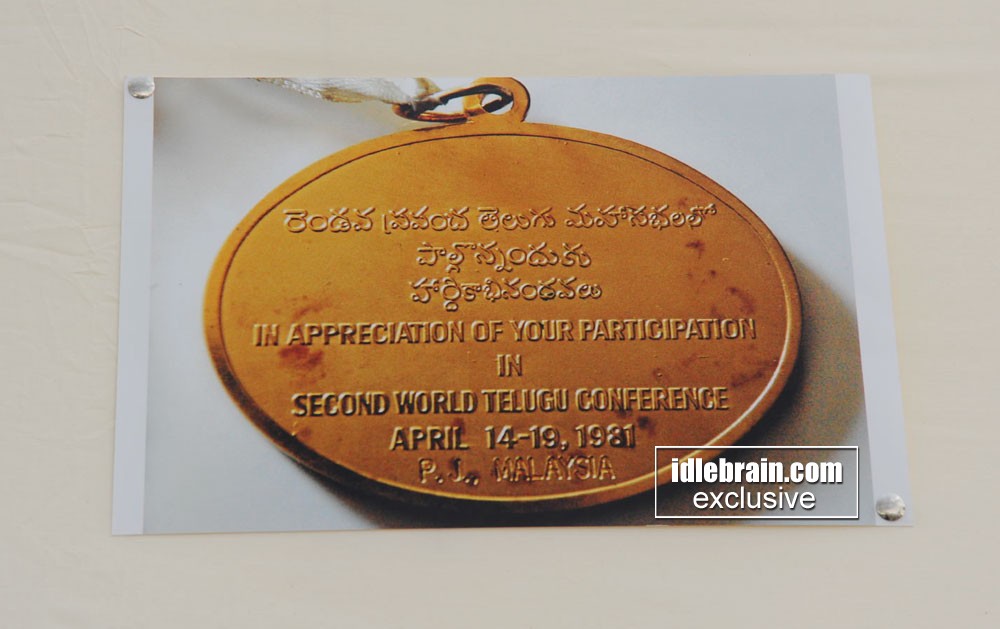 రెండవ ప్రపంచ తెలుగు మహాసభలలో
పాల్గొన్నందుకు
హార్దికాభినందనలు
IN APPRECIATION OF YOUR PARTICIPATION
IN
SECOND WORLD TELUGU CONFERENCE
APRIL 14-19, 1981
P. J., MALAYSIA
idlebrain.com
exclusive